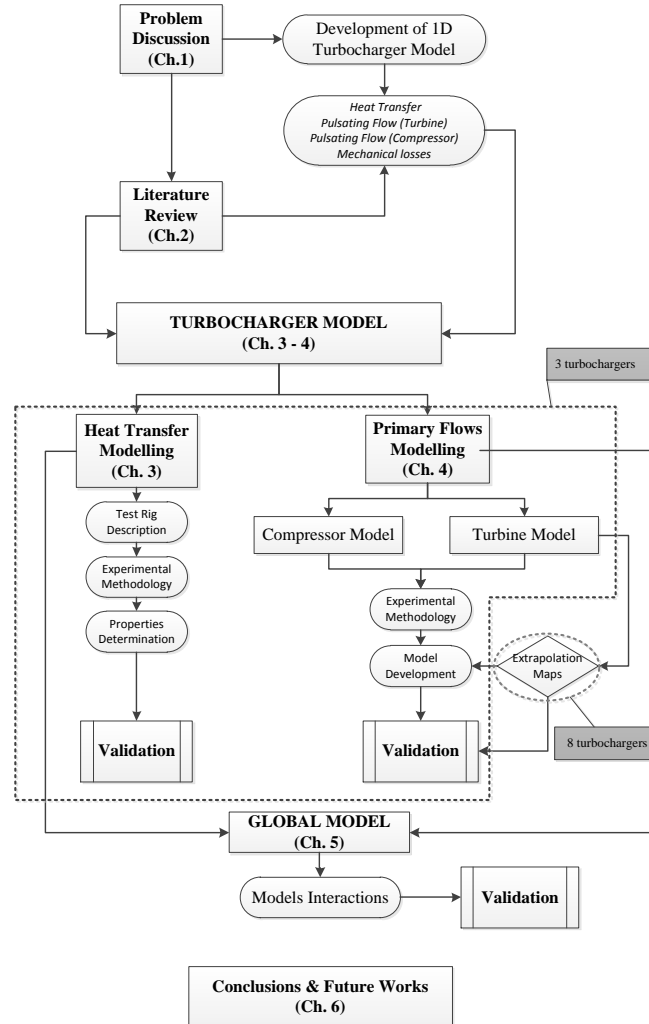 Problem
Discussion
(Ch.1)
Development of 1D
Turbocharger Model
Heat Transfer
Pulsating Flow (Turbine)
Pulsating Flow (Compressor)
Mechanical losses
Literature
Review
(Ch.2)
TURBOCHARGER MODEL
(Ch. 3 - 4)
3 turbochargers
Heat Transfer
Modelling
(Ch. 3)
Primary Flows
Modelling
(Ch. 4)
Test Rig
Description
Compressor Model
Turbine Model
Experimental
Methodology
Experimental
Methodology
Properties
Determination
Model
Development
Extrapolation
Maps
Validation
Validation
8 turbochargers
GLOBAL MODEL
(Ch. 5)
Models Interactions
Validation
Conclusions & Future Works
(Ch. 6)